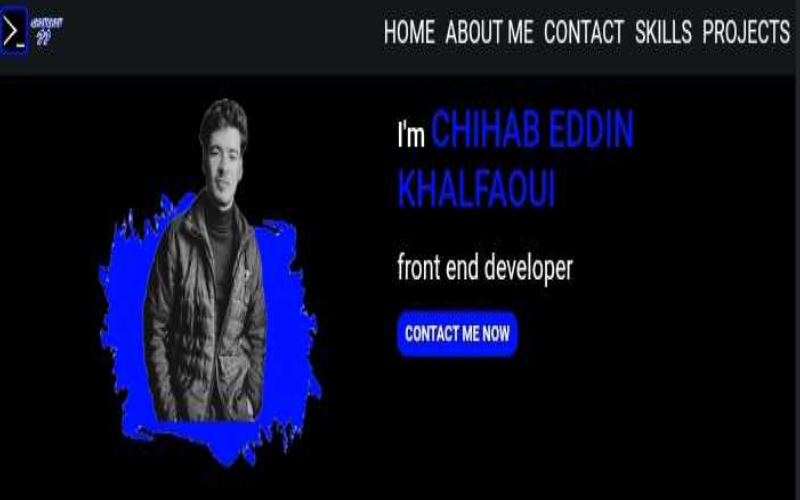 HOME ABOUT ME CONTACT SKILLS PROJECTS
I'm CHIHAB EDDIN
KHALFAOUI
front end developer
CONTACT ME NOW